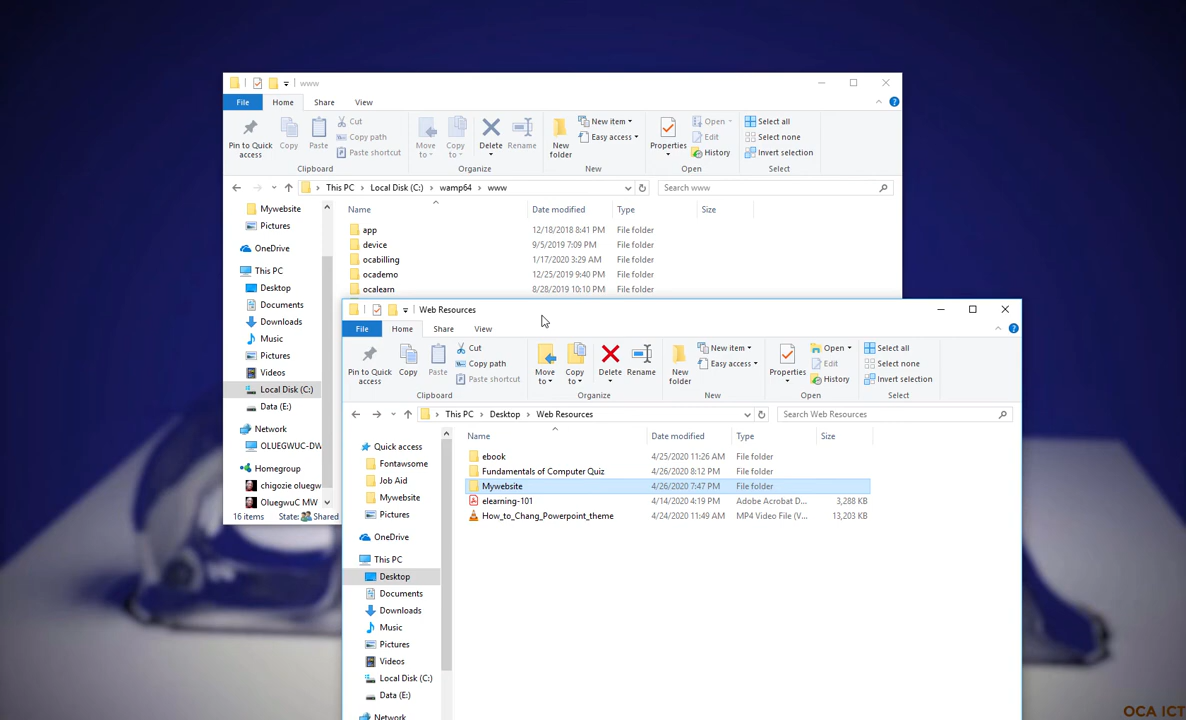 www
File Home Share View
Pin to Quick access Copy Paste Cut Copy path Paste shortcut Move to Copy to Delete Rename New folder New item Easy access Properties Open Edit History Select all Select none Invert selection
Clipboard Organize New Open Select
This PC Local Disk (C:) wamp64 www Search www
Name Date modified Type Size
Mywebsite
Pictures
OneDrive
This PC
Desktop
Documents
Downloads
Music
Pictures
Videos
Local Disk (C:)
Data (E:)
Network
OLUEGWUC-DW
Homegroup
chigozie oluegw
OluegwuC MW
app 12/18/2018 8:41 PM File folder
device 9/5/2019 7:09 PM File folder
ocabilling 1/17/2020 3:29 AM File folder
ocademo 12/25/2019 9:40 PM File folder
ocalearn 8/28/2019 10:10 PM File folder
16 items State: Shared
Web Resources
File Home Share View
Pin to Quick access Copy Paste Cut Copy path Paste shortcut Move to Copy to Delete Rename New folder New item Easy access Properties Open Edit History Select all Select none Invert selection
Clipboard Organize New Open Select
This PC Desktop Web Resources Search Web Resources
Name Date modified Type Size
Quick access
Fontawsome
Job Aid
Mywebsite
Pictures
OneDrive
This PC
Desktop
Documents
Downloads
Music
Pictures
Videos
Local Disk (C:)
Data (E:)
Network
ebook 4/25/2020 11:26 AM File folder
Fundamentals of Computer Quiz 4/26/2020 8:12 PM File folder
Mywebsite 4/26/2020 7:47 PM File folder
elearning-101 4/14/2020 4:19 PM Adobe Acrobat D... 3,288 KB
How_to_Chang_Powerpoint_theme 4/24/2020 11:49 AM MP4 Video File (V... 13,203 KB
OCA ICT